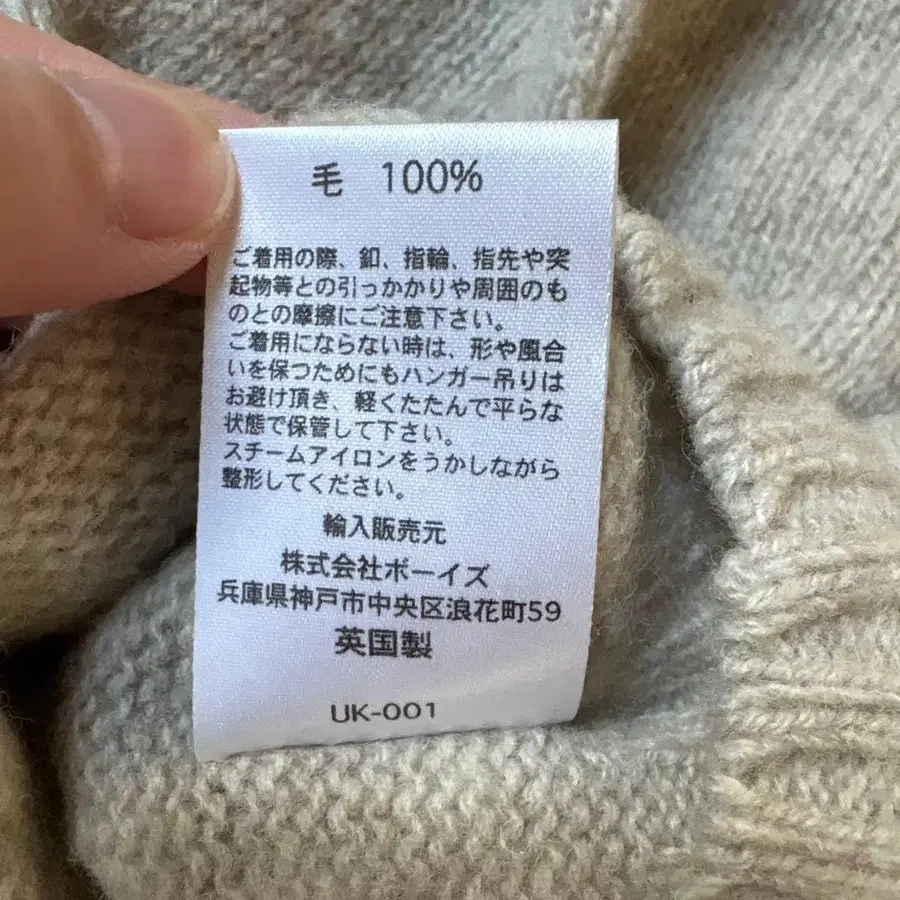 毛 100%
ご着用の際、釦、指輪、指先や突
起物等との引っかかりや周囲のも
のとの摩擦にご注意下さい。
ご着用にならない時は、形や風合
いを保つためにもハンガー吊りは
お避け頂き、軽くたたんで平らな
状態で保管して下さい。
スチームアイロンをうかしながら
整形してください。
輸入販売元
株式会社ボーイズ
兵庫県神戸市中央区浪花町59
英国製
UK-001